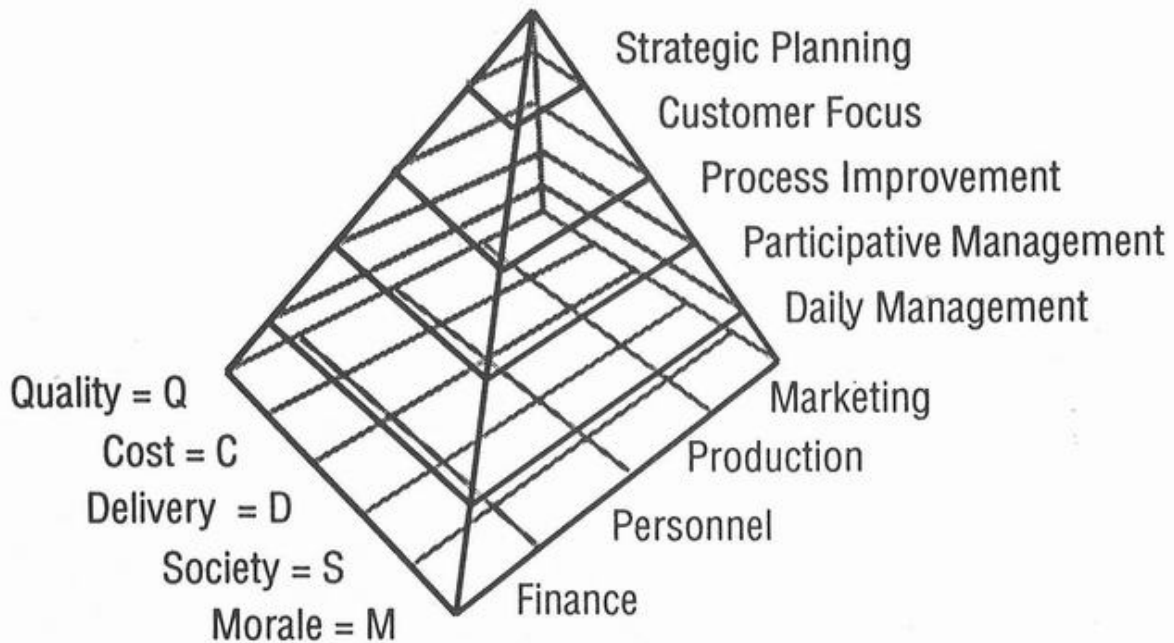 Strategic Planning
Customer Focus
Process Improvement
Participative Management
Daily Management
Quality = Q
Cost = C
Delivery = D
Society = S
Morale = M
Marketing
Production
Personnel
Finance